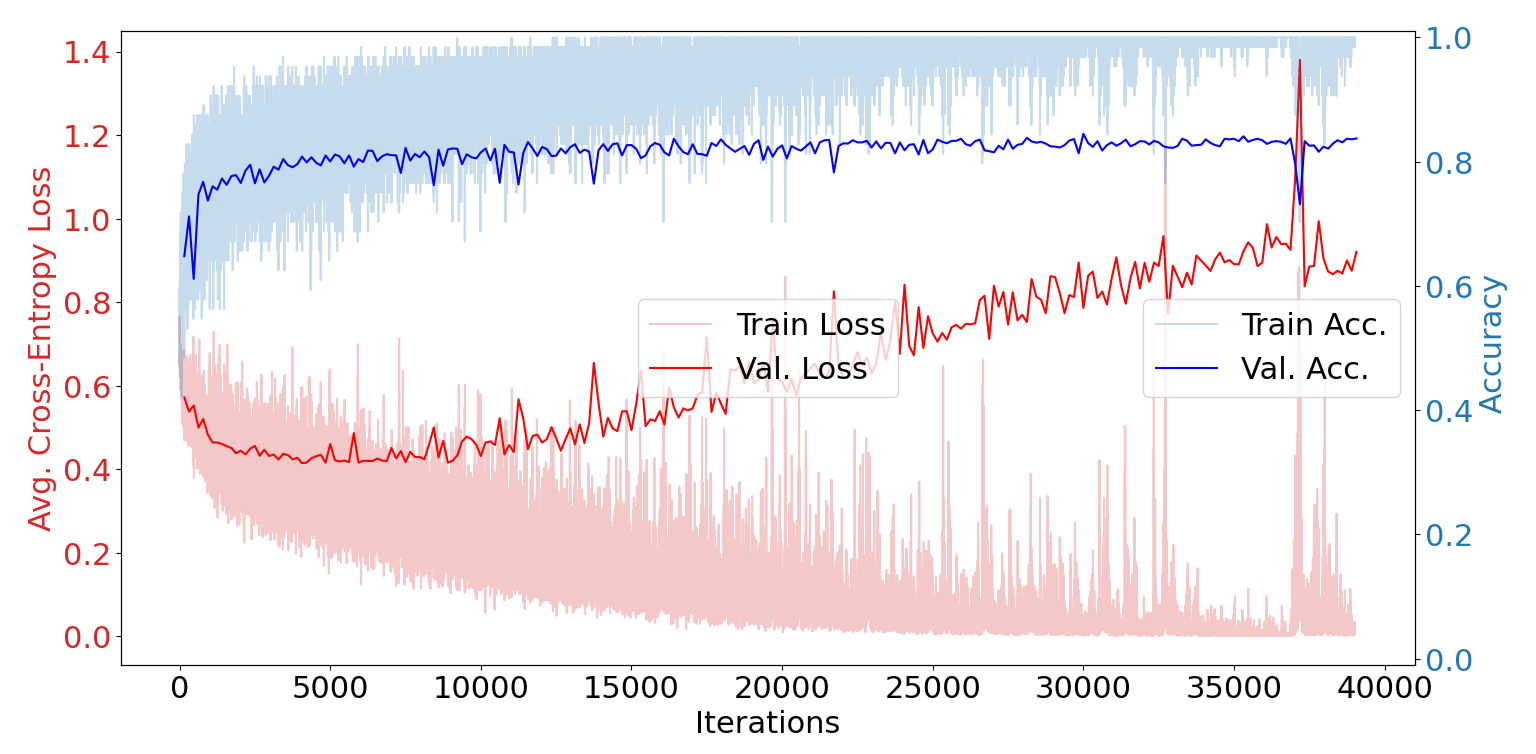 1.4
1.2
1.0
0.8
0.6
0.4
0.2
0.0
Avg. Cross-Entropy Loss
1.0
0.8
0.6
0.4
0.2
0.0
Accuracy
Train Loss
Val. Loss
Train Acc.
Val. Acc.
0 5000 10000 15000 20000 25000 30000 35000 40000
Iterations